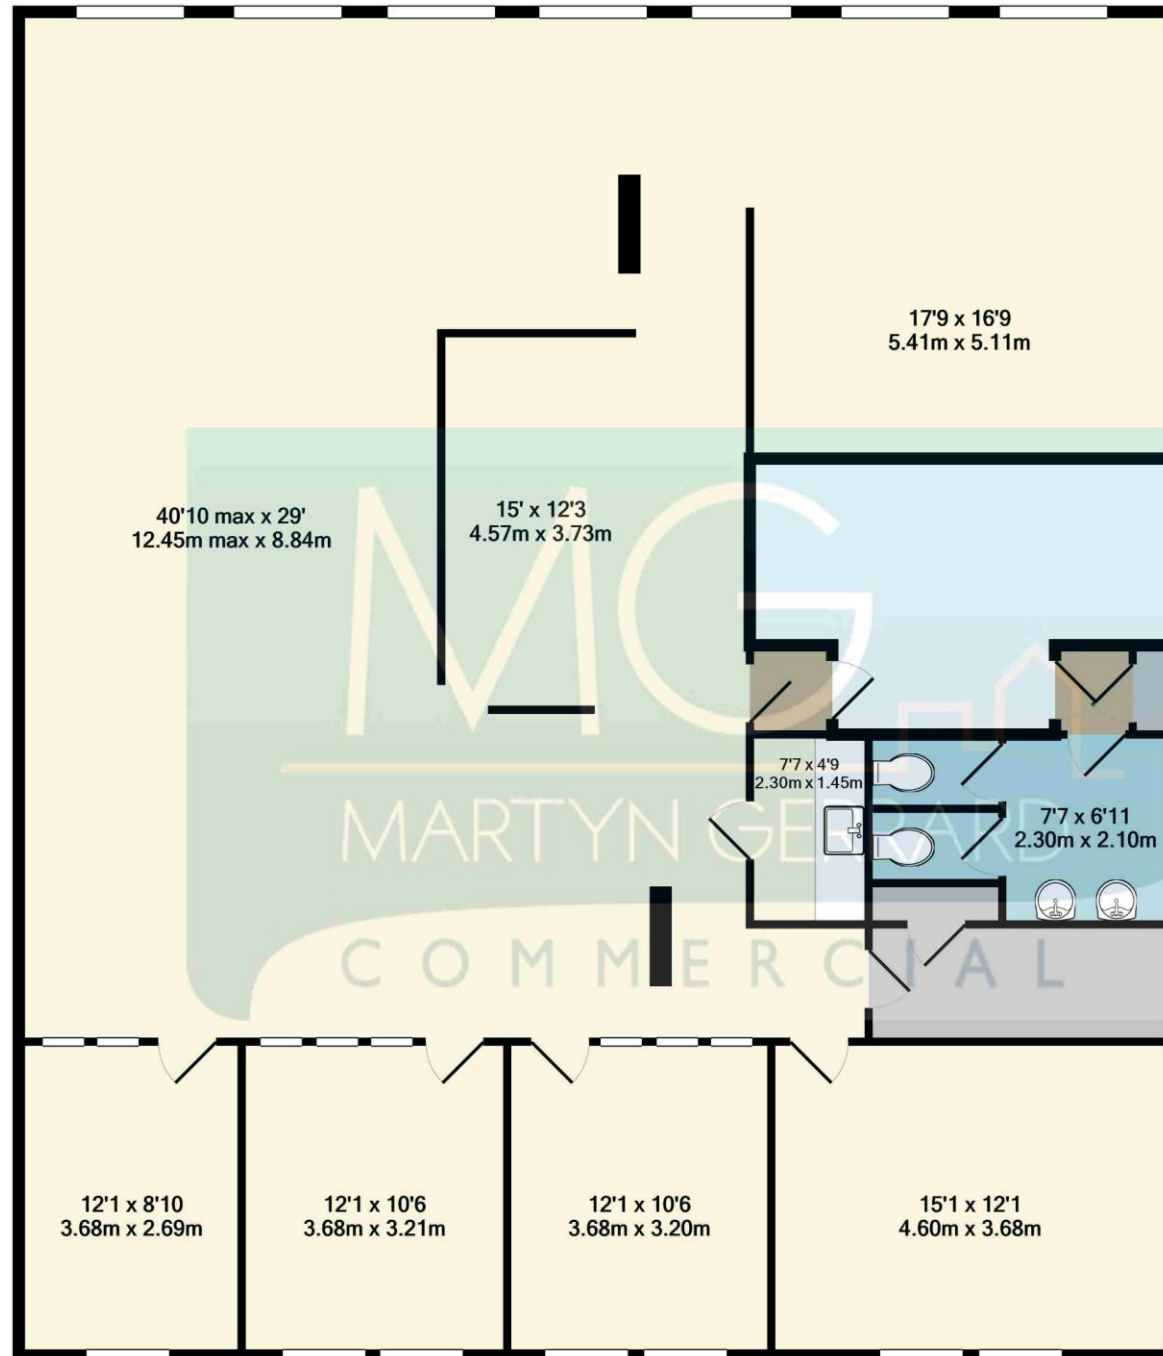 17'9 x 16'9
5.41m x 5.11m
40'10 max x 29'
12.45m max x 8.84m
15' x 12'3
4.57m x 3.73m
MG
7'7 x 4'9
2.30m x 1.45m
7'7 x 6'11
2.30m x 2.10m
MARTYN GERRARD
COMMERCIAL
12'1 x 8'10
3.68m x 2.69m
12'1 x 10'6
3.68m x 3.21m
12'1 x 10'6
3.68m x 3.20m
15'1 x 12'1
4.60m x 3.68m